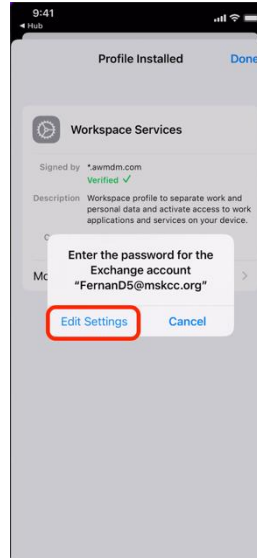 9:41
◀ Hub
Profile Installed
Done
Workspace Services
Signed by *.awmdm.com
Verified ✓
Description Workspace profile to separate work and
personal data and activate access to work
applications and services on your device.
Enter the password for the
Exchange account
“FernanD5@mskcc.org”
Edit Settings
Cancel